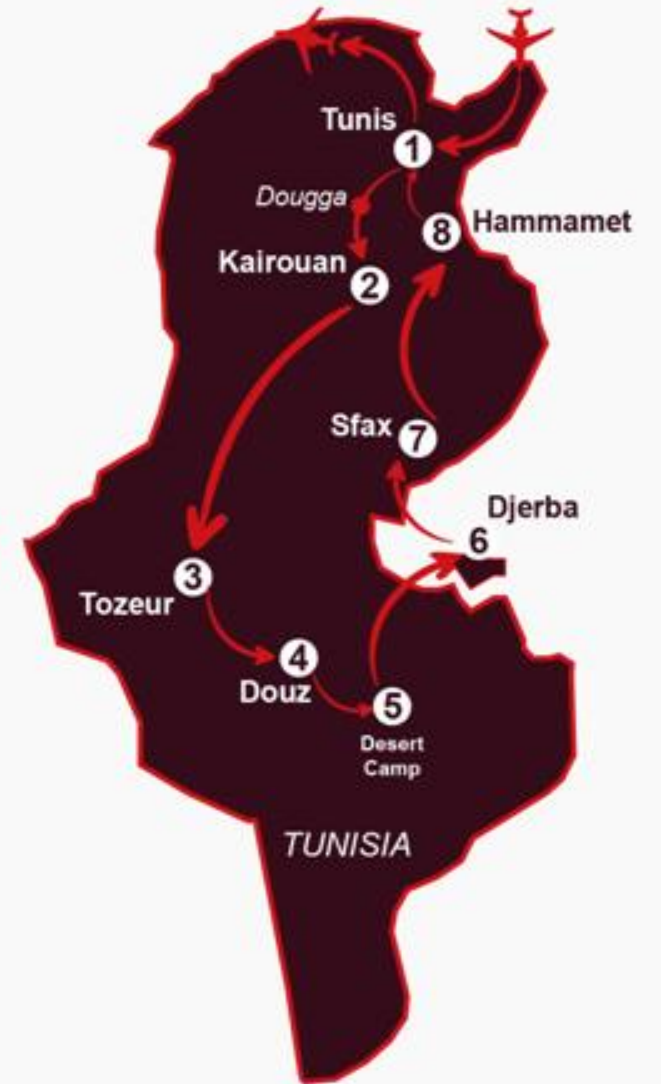 Tunis
1
Dougga
8
Hammamet
Kairouan
2
Sfax
7
Djerba
6
3
Tozeur
4
Douz
5
Desert
Camp
TUNISIA